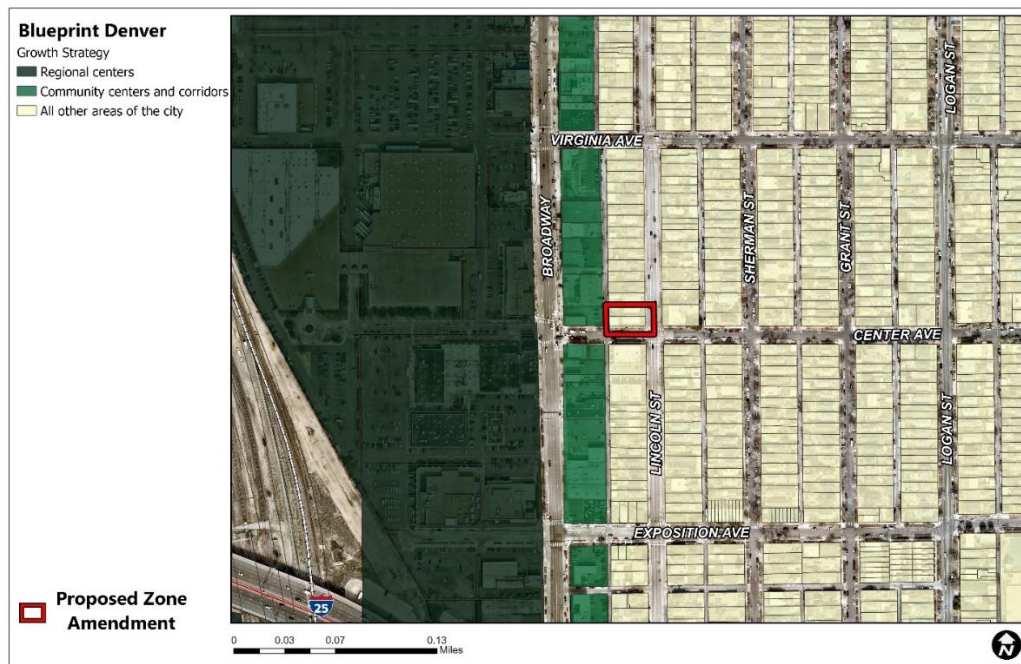 Blueprint Denver
Growth Strategy
Regional centers
Community centers and corridors
All other areas of the city
LOGAN ST
VIRGINIA AVE
BROADWAY
SHERMAN ST
GRANT ST
CENTER AVE
LINCOLN ST
LOGAN ST
EXPOSITION AVE
25
Proposed Zone
Amendment
0 0.03 0.07 0.13
Miles
N